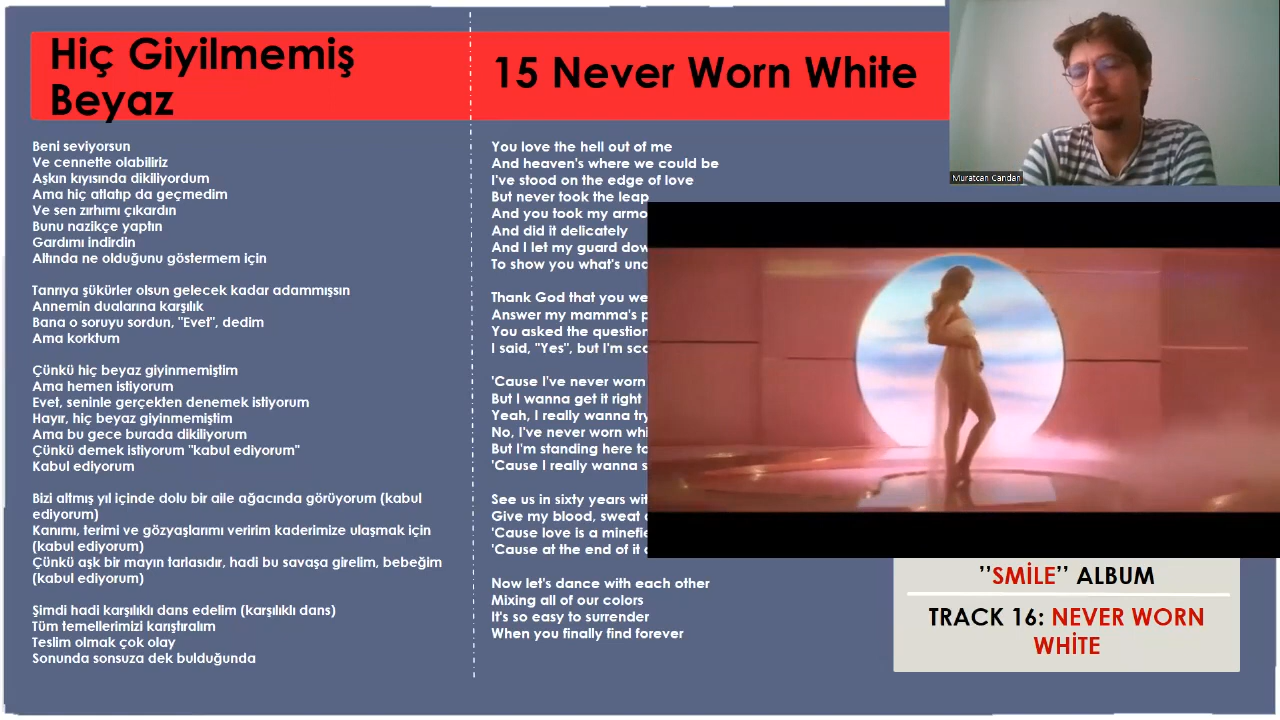 Hiç Giyilmemiş
Beyaz
Beni seviyorsun
Ve cennette olabiliriz
Aşkın kıyısında dikiliyordum
Ama hiç atlatıp da geçmedim
Ve sen zırhımı çıkardın
Bunu nazikçe yaptın
Gardımı indirdin
Altında ne olduğunu göstermem için
Tanrıya şükürler olsun gelecek kadar adammışsın
Annemin dualarına karşılık
Bana o soruyu sordun, "Evet", dedim
Ama korktum
Çünkü hiç beyaz giyinmemiştim
Ama hemen istiyorum
Evet, seninle gerçekten denemek istiyorum
Hayır, hiç beyaz giyinmemiştim
Ama bu gece burada dikiliyorum
Çünkü demek istiyorum "kabul ediyorum"
Kabul ediyorum
Bizi altmış yıl içinde dolu bir aile ağacında görüyorum (kabul
ediyorum)
Kanımı, terimi ve gözyaşlarımı veririm kaderimize ulaşmak için
(kabul ediyorum)
Çünkü aşk bir mayın tarlasıdır, hadi bu savaşa girelim, bebeğim
(kabul ediyorum)
Şimdi hadi karşılıklı dans edelim (karşılıklı dans)
Tüm temellerimizi karıştıralım
Teslim olmak çok olay
Sonunda sonsuza dek bulduğunda
15 Never Worn White
You love the hell out of me
And heaven's where we could be
I've stood on the edge of love
But never took the leap
And you took my armo
And did it delicately
And I let my guard dow
To show you what's unc
Thank God that you we
Answer my mamma's p
You asked the question
I said, "Yes", but I'm sca
'Cause I've never worn
But I wanna get it right
Yeah, I really wanna try
No, I've never worn whi
But I'm standing here to
'Cause I really wanna s
See us in sixty years wit
Give my blood, sweat a
'Cause love is a minefie
'Cause at the end of it a
Now let's dance with each other
Mixing all of our colors
It's so easy to surrender
When you finally find forever
Muratcan Candan
’’SMİLE’’ ALBUM
TRACK 16: NEVER WORN
WHİTE